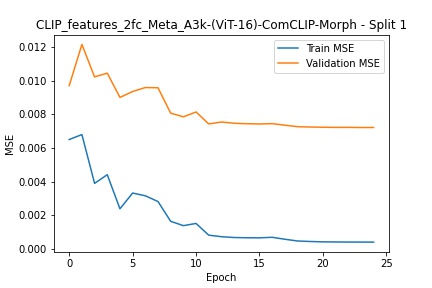 CLIP_features_2fc_Meta_A3k-(ViT-16)-ComCLIP-Morph - Split 1
Train MSE
Validation MSE
0.012
0.010
0.008
0.006
0.004
0.002
0.000
MSE
0 5 10 15 20 25
Epoch